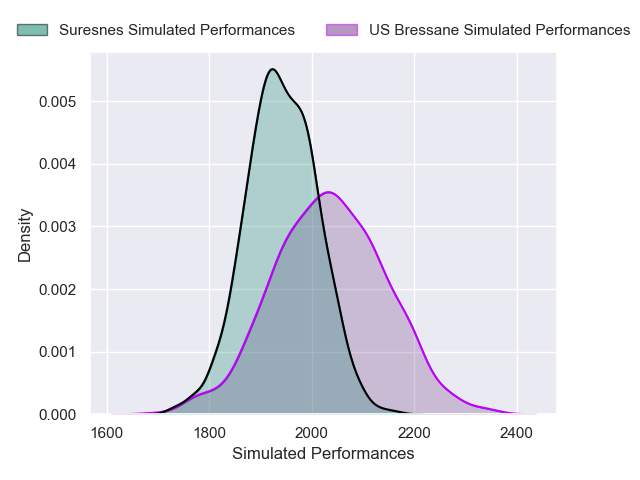 Suresnes Simulated Performances
US Bressane Simulated Performances
0.005
0.004
0.003
0.002
0.001
0.000
Density
1600 1800 2000 2200 2400
Simulated Performances